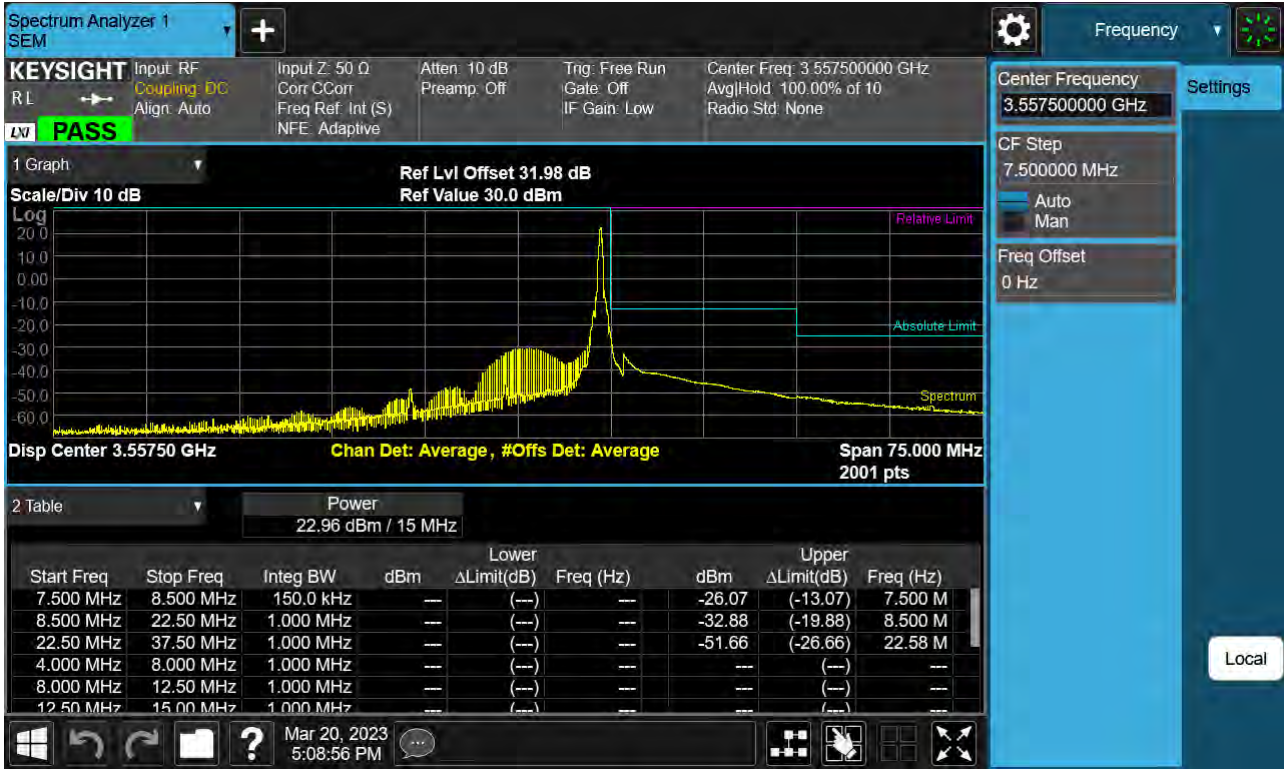 Spectrum Analyzer 1
SEM
+
Frequency
KEYSIGHT
RL
LXI
PASS
Input: RF
Coupling: DC
Align: Auto
Input Z: 50 Ω
Corr CCorr
Freq Ref: Int (S)
NFE: Adaptive
Atten: 10 dB
Preamp: Off
Trig: Free Run
Gate: Off
IF Gain: Low
Center Freq: 3.557500000 GHz
Avg|Hold: 100.00% of 10
Radio Std: None
Center Frequency
3.557500000 GHz
Settings
CF Step
7.500000 MHz
Auto
Man
Freq Offset
0 Hz
1 Graph
Scale/Div 10 dB
Ref Lvl Offset 31.98 dB
Ref Value 30.0 dBm
Log
20.0
10.0
0.00
-10.0
-20.0
-30.0
-40.0
-50.0
-60.0
Relative Limit
Absolute Limit
Spectrum
Disp Center 3.55750 GHz
Chan Det: Average, #Offs Det: Average
Span 75.000 MHz
2001 pts
2 Table
Power
22.96 dBm / 15 MHz
Lower Upper
Start Freq Stop Freq Integ BW dBm ΔLimit(dB) Freq (Hz) dBm ΔLimit(dB) Freq (Hz)
7.500 MHz 8.500 MHz 150.0 kHz --- (---) --- -26.07 (-13.07) 7.500 M
8.500 MHz 22.50 MHz 1.000 MHz --- (---) --- -32.88 (-19.88) 8.500 M
22.50 MHz 37.50 MHz 1.000 MHz --- (---) --- -51.66 (-26.66) 22.58 M
4.000 MHz 8.000 MHz 1.000 MHz --- (---) --- --- (---) ---
8.000 MHz 12.50 MHz 1.000 MHz --- (---) --- --- (---) ---
12.50 MHz 15.00 MHz 1.000 MHz --- (---) --- --- (---) ---
Local
?
Mar 20, 2023
5:08:56 PM